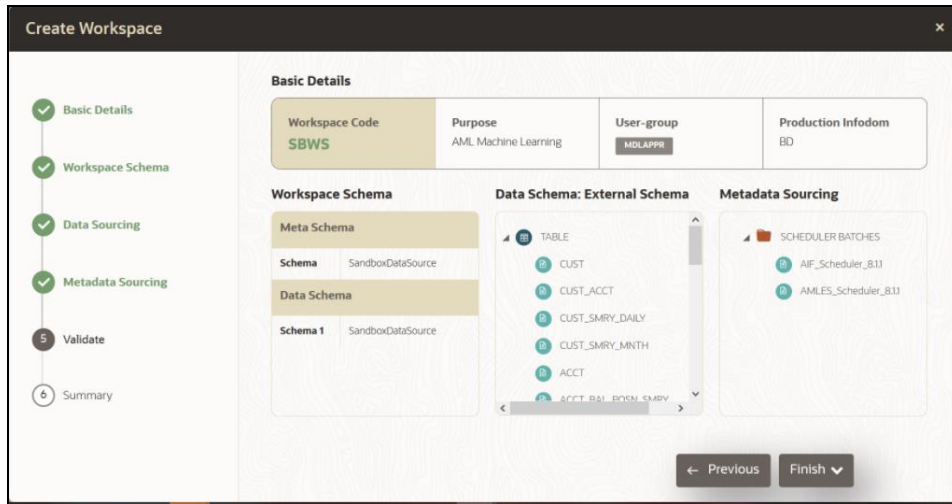 Create Workspace
×
Basic Details
Workspace Schema
Data Sourcing
Metadata Sourcing
5 Validate
6 Summary
Basic Details
Workspace Code
SBWS
Purpose
AML Machine Learning
User-group
MDLAPPR
Production Infodom
BD
Workspace Schema
Meta Schema
Schema SandboxDataSource
Data Schema
Schema 1 SandboxDataSource
Data Schema: External Schema
TABLE
CUST
CUST_ACCT
CUST_SMRY_DAILY
CUST_SMRY_MNTH
ACCT
ACCT_BAL_POSN_SMRY
Metadata Sourcing
SCHEDULER BATCHES
AIF_Scheduler_8.1.1
AMLES_Scheduler_8.1.1
← Previous
Finish